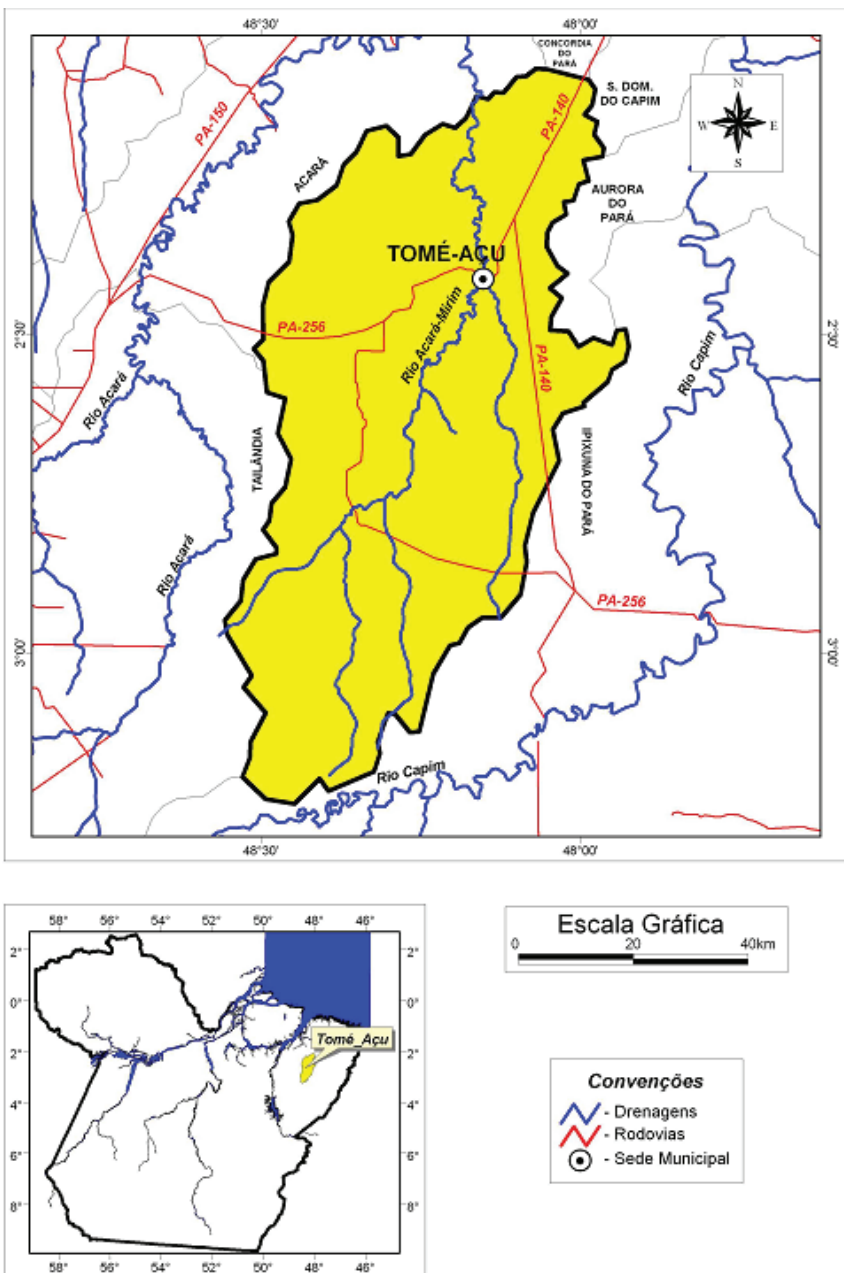 48°30'
48°00'
CONCORDIA
DO
PARÁ
S. DOM.
DO CAPIM
N
W
E
S
PA-150
PA-140
ACARÁ
AURORA
DO
PARÁ
TOMÉ-AÇU
2°30'
2°30'
PA-256
Rio Acará-Mirim
PA-140
Rio Capim
Rio Acará
TAILÂNDIA
IPIXUNA DO PARÁ
Rio Acará
PA-256
3°00'
3°00'
Rio Capim
48°30'
48°00'
58°
56°
54°
52°
50°
48°
46°
2°
2°
0°
0°
Tomé_Açu
2°
2°
4°
4°
6°
6°
8°
8°
58°
56°
54°
52°
50°
48°
46°
Escala Gráfica
0
20
40km
Convenções
- Drenagens
- Rodovias
- Sede Municipal